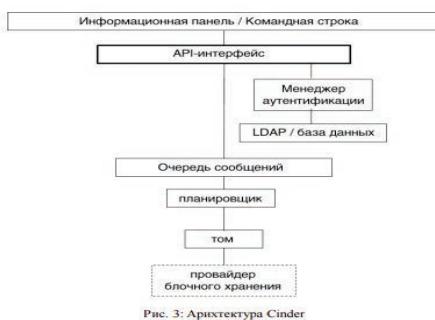 Информационная панель / Командная строка
API-интерфейс
Менеджер
аутентификации
LDAP / база данных
Очередь сообщений
планировщик
том
провайдер
блочного хранения
Рис. 3: Арихтектура Cinder